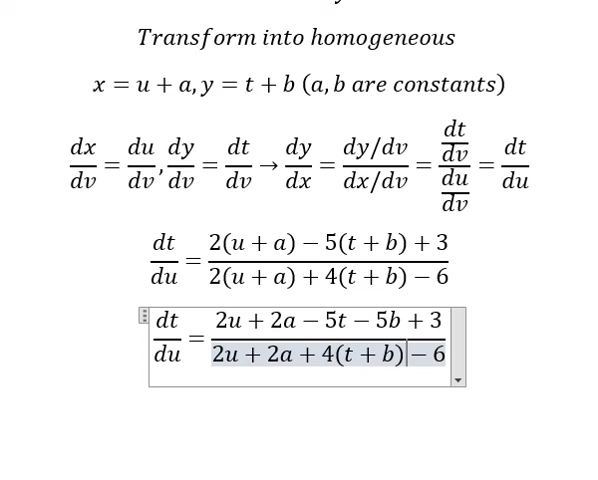 Transform into homogeneous
x = u + a, y = t + b (a, b are constants)
dx/dv = du/dv, dy/dv = dt/dv → dy/dx = (dy/dv)/(dx/dv) = (dt/dv)/(du/dv) = dt/du
dt/du = (2(u + a) − 5(t + b) + 3)/(2(u + a) + 4(t + b) − 6)
dt/du = (2u + 2a − 5t − 5b + 3)/(2u + 2a + 4(t + b) − 6)